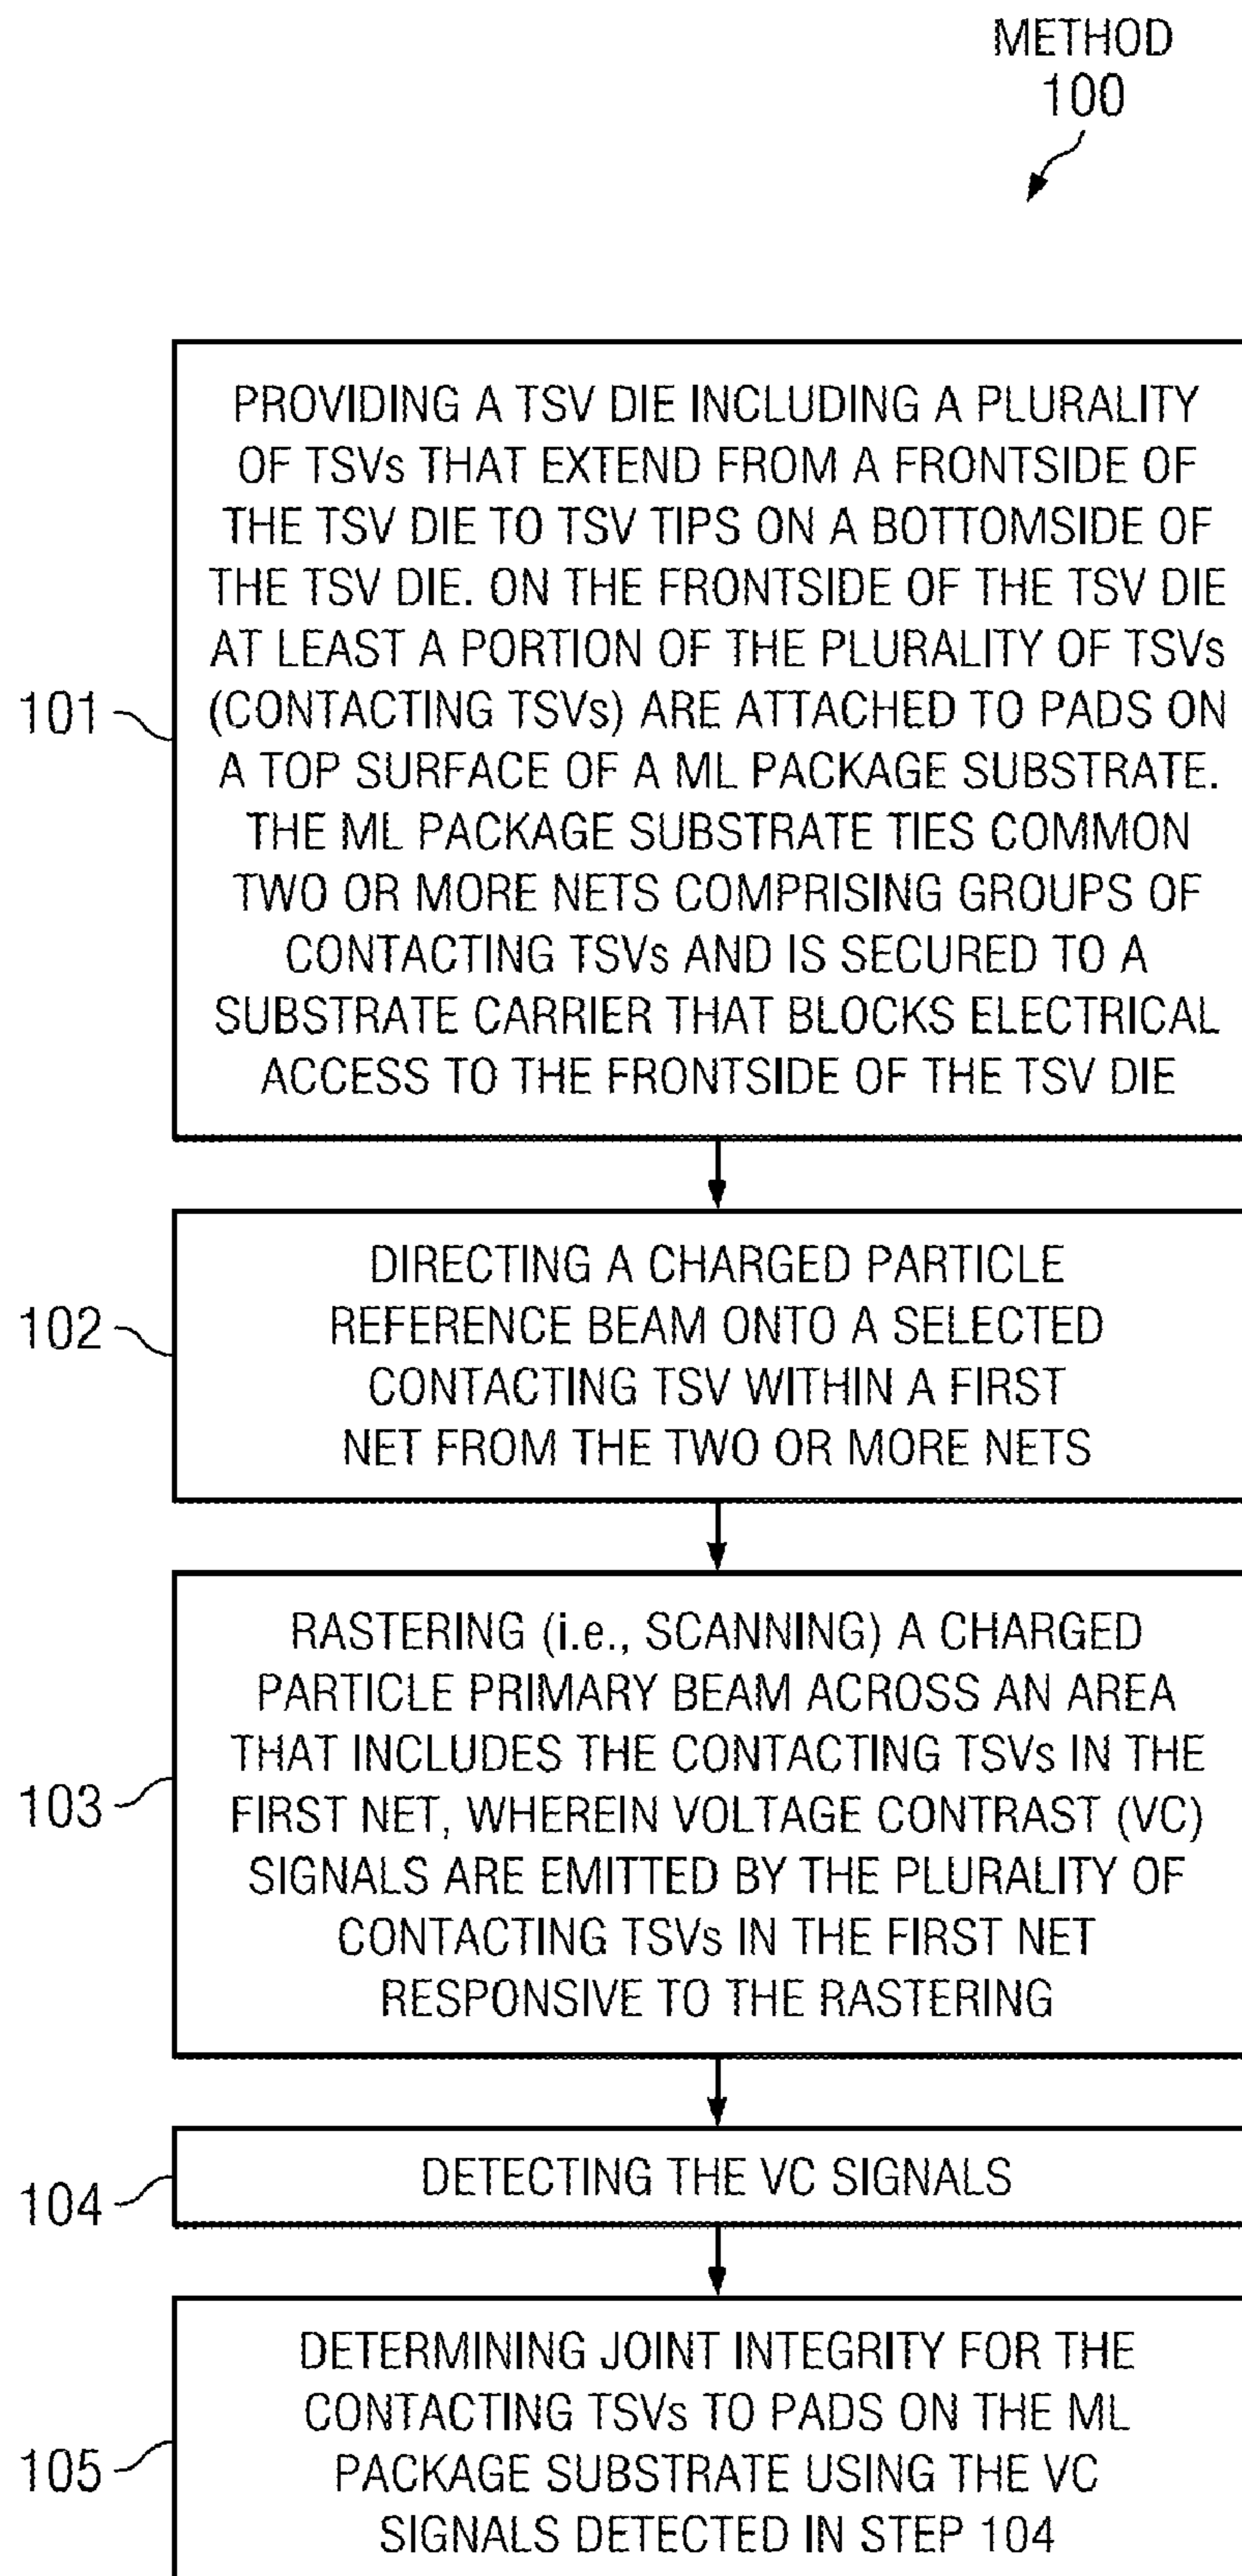 METHOD
100
PROVIDING A TSV DIE INCLUDING A PLURALITY
OF TSVs THAT EXTEND FROM A FRONTSIDE OF
THE TSV DIE TO TSV TIPS ON A BOTTOMSIDE OF
THE TSV DIE. ON THE FRONTSIDE OF THE TSV DIE
AT LEAST A PORTION OF THE PLURALITY OF TSVs
101
(CONTACTING TSVs) ARE ATTACHED TO PADS ON
A TOP SURFACE OF A ML PACKAGE SUBSTRATE.
THE ML PACKAGE SUBSTRATE TIES COMMON
TWO OR MORE NETS COMPRISING GROUPS OF
CONTACTING TSVs AND IS SECURED TO A
SUBSTRATE CARRIER THAT BLOCKS ELECTRICAL
ACCESS TO THE FRONTSIDE OF THE TSV DIE
102
DIRECTING A CHARGED PARTICLE
REFERENCE BEAM ONTO A SELECTED
CONTACTING TSV WITHIN A FIRST
NET FROM THE TWO OR MORE NETS
103
RASTERING (i.e., SCANNING) A CHARGED
PARTICLE PRIMARY BEAM ACROSS AN AREA
THAT INCLUDES THE CONTACTING TSVs IN THE
FIRST NET, WHEREIN VOLTAGE CONTRAST (VC)
SIGNALS ARE EMITTED BY THE PLURALITY OF
CONTACTING TSVs IN THE FIRST NET
RESPONSIVE TO THE RASTERING
104
DETECTING THE VC SIGNALS
105
DETERMINING JOINT INTEGRITY FOR THE
CONTACTING TSVs TO PADS ON THE ML
PACKAGE SUBSTRATE USING THE VC
SIGNALS DETECTED IN STEP 104